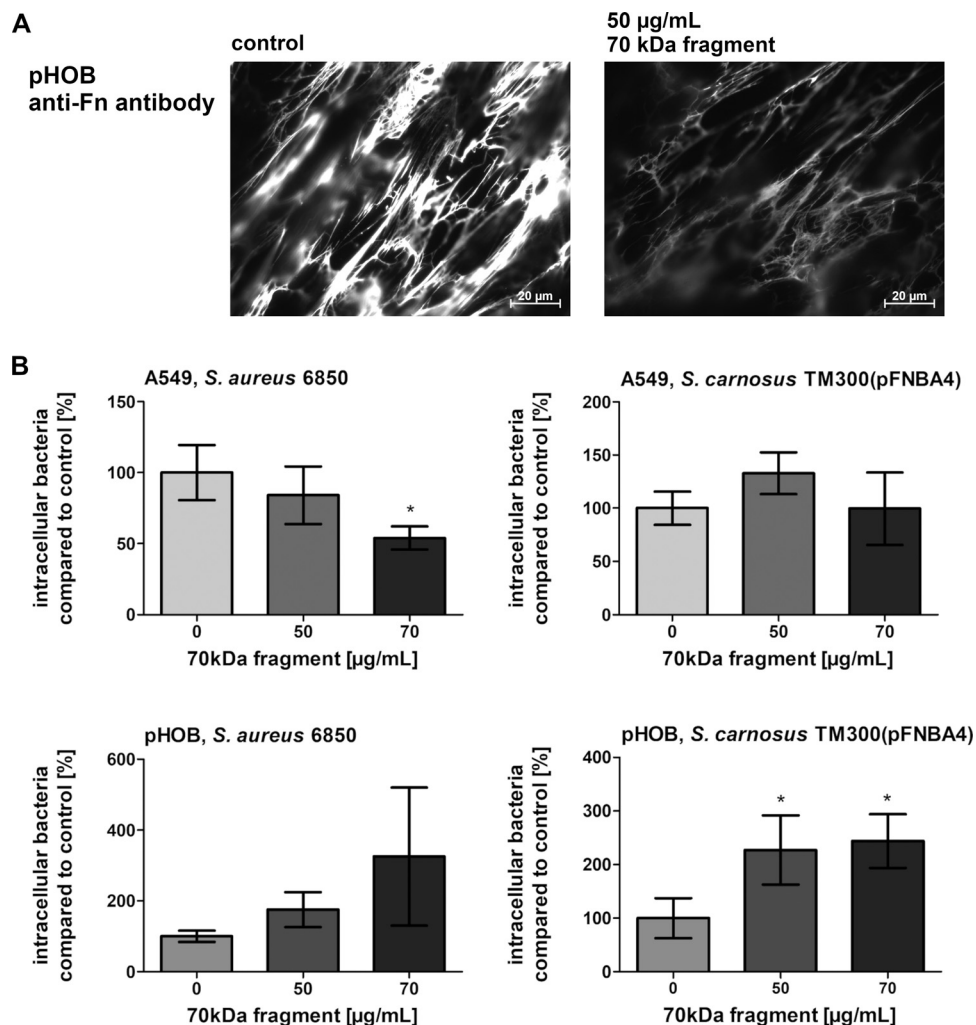 A
pHOB
anti-Fn antibody
control
50 µg/mL
70 kDa fragment
20 µm
20 µm
B
A549, S. aureus 6850
intracellular bacteria
compared to control [%]
150
100
50
0
0 50 70
70kDa fragment [µg/mL]
*
A549, S. carnosus TM300(pFNBA4)
intracellular bacteria
compared to control [%]
200
150
100
50
0
0 50 70
70kDa fragment [µg/mL]
pHOB, S. aureus 6850
intracellular bacteria
compared to control [%]
600
400
200
0
0 50 70
70kDa fragment [µg/mL]
pHOB, S. carnosus TM300(pFNBA4)
intracellular bacteria
compared to control [%]
400
300
200
100
0
* *
0 50 70
70kDa fragment [µg/mL]